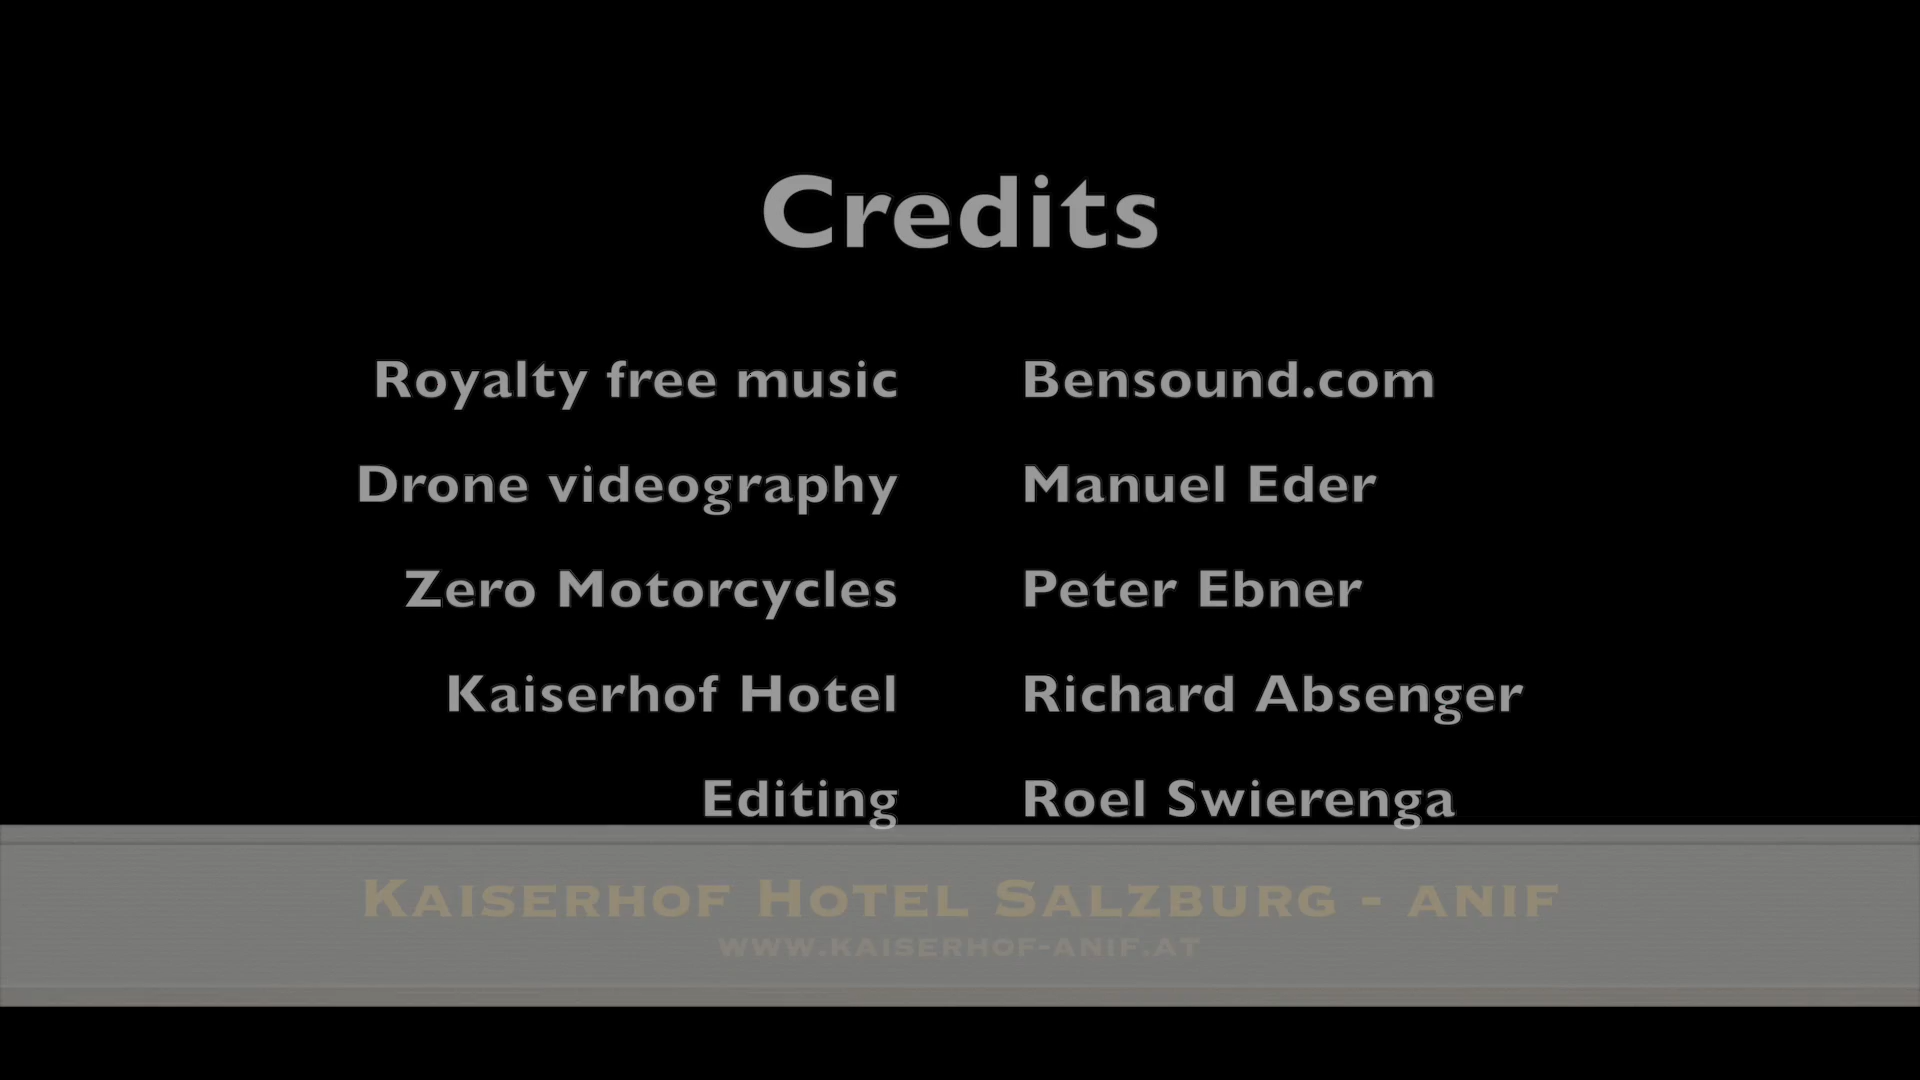 Credits
Royalty free music Bensound.com
Drone videography Manuel Eder
Zero Motorcycles Peter Ebner
Kaiserhof Hotel Richard Absenger
Editing Roel Swierenga
Kaiserhof Hotel Salzburg - anif
www.kaiserhof-anif.at